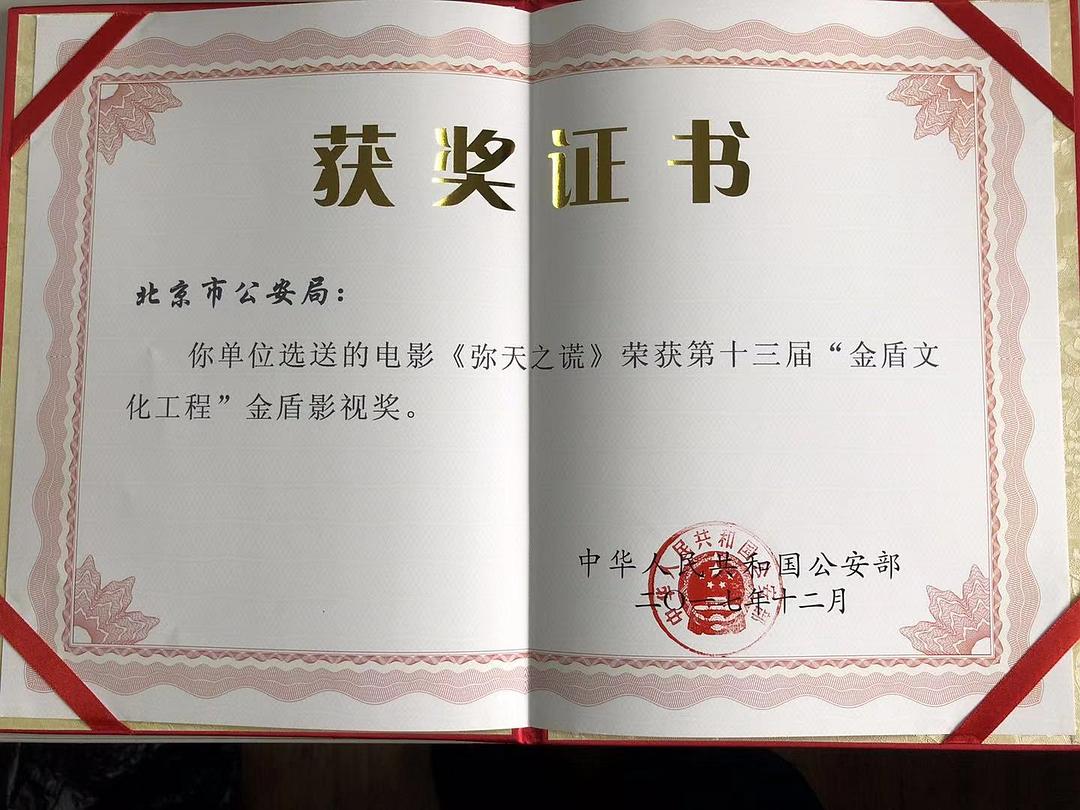 获奖证书
北京市公安局：
你单位选送的电影《弥天之谎》荣获第十三届“金盾文
化工程”金盾影视奖。
中华人民共和国公安部
二〇一七年十二月
中华人民共和国公安部